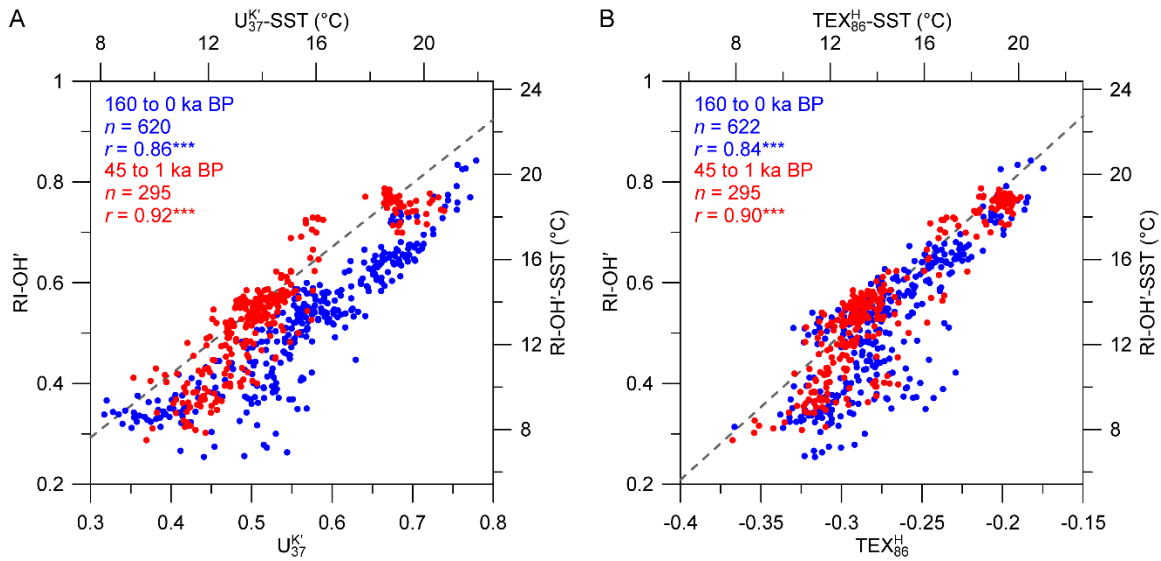 A
U₃₇ᴷ′-SST (°C)
8 12 16 20
1
0.8
0.6
0.4
0.2
RI-OH′
160 to 0 ka BP
n = 620
r = 0.86***
45 to 1 ka BP
n = 295
r = 0.92***
24
20
16
12
8
RI-OH′-SST (°C)
0.3 0.4 0.5 0.6 0.7 0.8
U₃₇ᴷ′
B
TEX₈₆ᴴ-SST (°C)
8 12 16 20
1
0.8
0.6
0.4
0.2
RI-OH′
160 to 0 ka BP
n = 622
r = 0.84***
45 to 1 ka BP
n = 295
r = 0.90***
24
20
16
12
8
RI-OH′-SST (°C)
-0.4 -0.35 -0.3 -0.25 -0.2 -0.15
TEX₈₆ᴴ